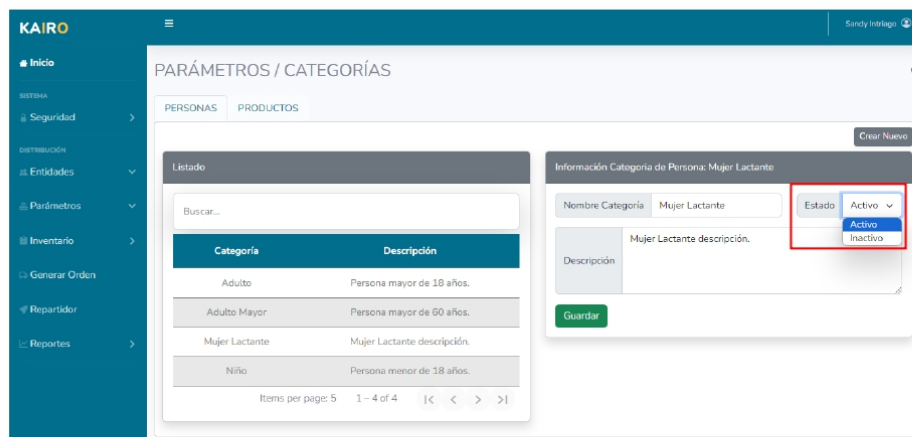 KAIRO
Sandy Intriago
Inicio
SISTEMA
Seguridad
DISTRIBUCIÓN
Entidades
Parámetros
Inventario
Generar Orden
Repartidor
Reportes
PARÁMETROS / CATEGORÍAS
PERSONAS PRODUCTOS
Crear Nuevo
Listado
Buscar...
Categoría Descripción
Adulto Persona mayor de 18 años.
Adulto Mayor Persona mayor de 60 años.
Mujer Lactante Mujer Lactante descripción.
Niño Persona menor de 18 años.
Items per page: 5 1 – 4 of 4
Información Categoria de Persona: Mujer Lactante
Nombre Categoría Mujer Lactante Estado Activo
Activo
Inactivo
Descripción Mujer Lactante descripción.
Guardar